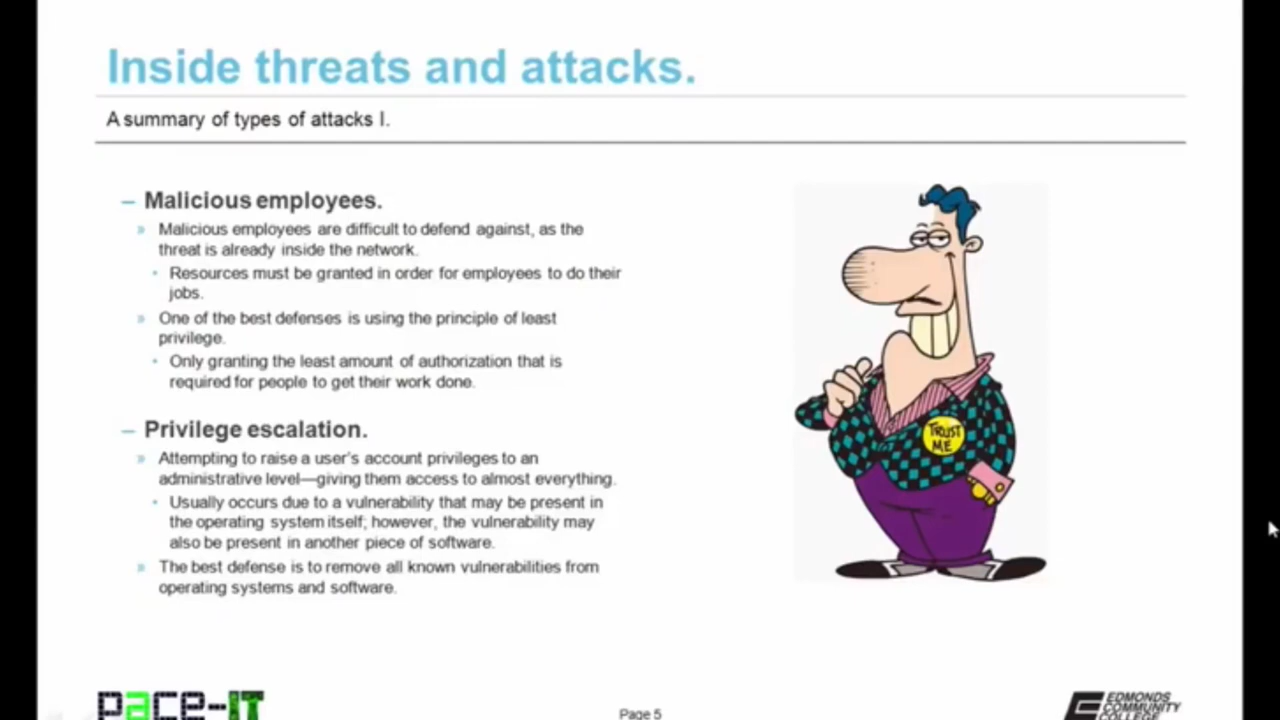 Inside threats and attacks.
A summary of types of attacks I.
– Malicious employees.
» Malicious employees are difficult to defend against, as the
threat is already inside the network.
• Resources must be granted in order for employees to do their
jobs.
» One of the best defenses is using the principle of least
privilege.
• Only granting the least amount of authorization that is
required for people to get their work done.
– Privilege escalation.
» Attempting to raise a user's account privileges to an
administrative level—giving them access to almost everything.
• Usually occurs due to a vulnerability that may be present in
the operating system itself; however, the vulnerability may
also be present in another piece of software.
» The best defense is to remove all known vulnerabilities from
operating systems and software.
TRUST
ME
pace-IT
Page 5
EDMONDS
COMMUNITY
COLLEGE